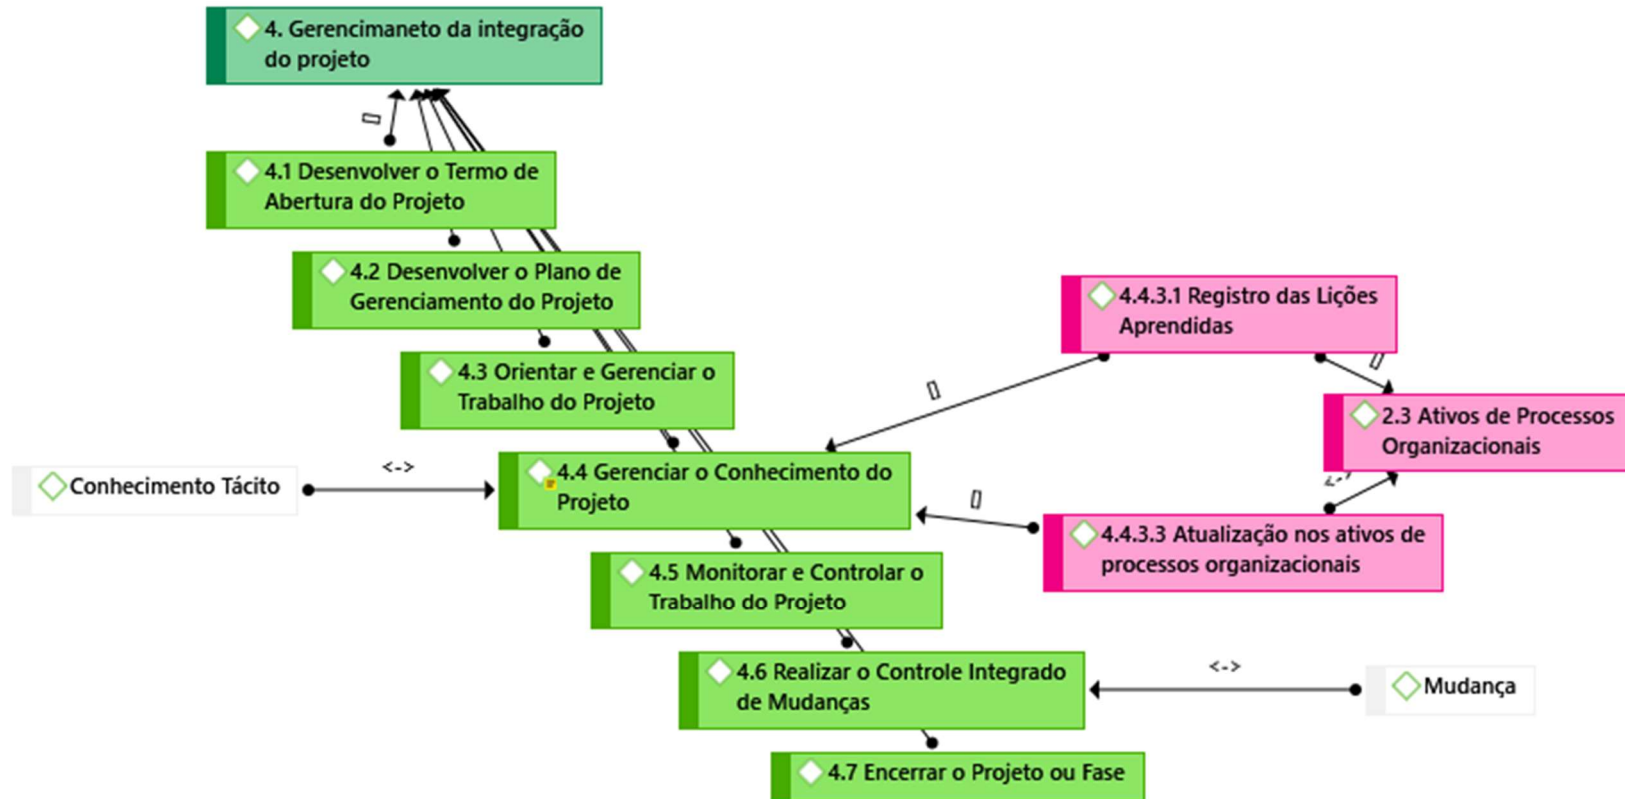 4. Gerencimaneto da integração
do projeto
[]
4.1 Desenvolver o Termo de
Abertura do Projeto
4.2 Desenvolver o Plano de
Gerenciamento do Projeto
4.4.3.1 Registro das Lições
Aprendidas
4.3 Orientar e Gerenciar o
Trabalho do Projeto
[]
[]
2.3 Ativos de Processos
Organizacionais
Conhecimento Tácito
<->
4.4 Gerenciar o Conhecimento do
Projeto
[]
<->
4.4.3.3 Atualização nos ativos de
processos organizacionais
4.5 Monitorar e Controlar o
Trabalho do Projeto
4.6 Realizar o Controle Integrado
de Mudanças
<->
Mudança
4.7 Encerrar o Projeto ou Fase